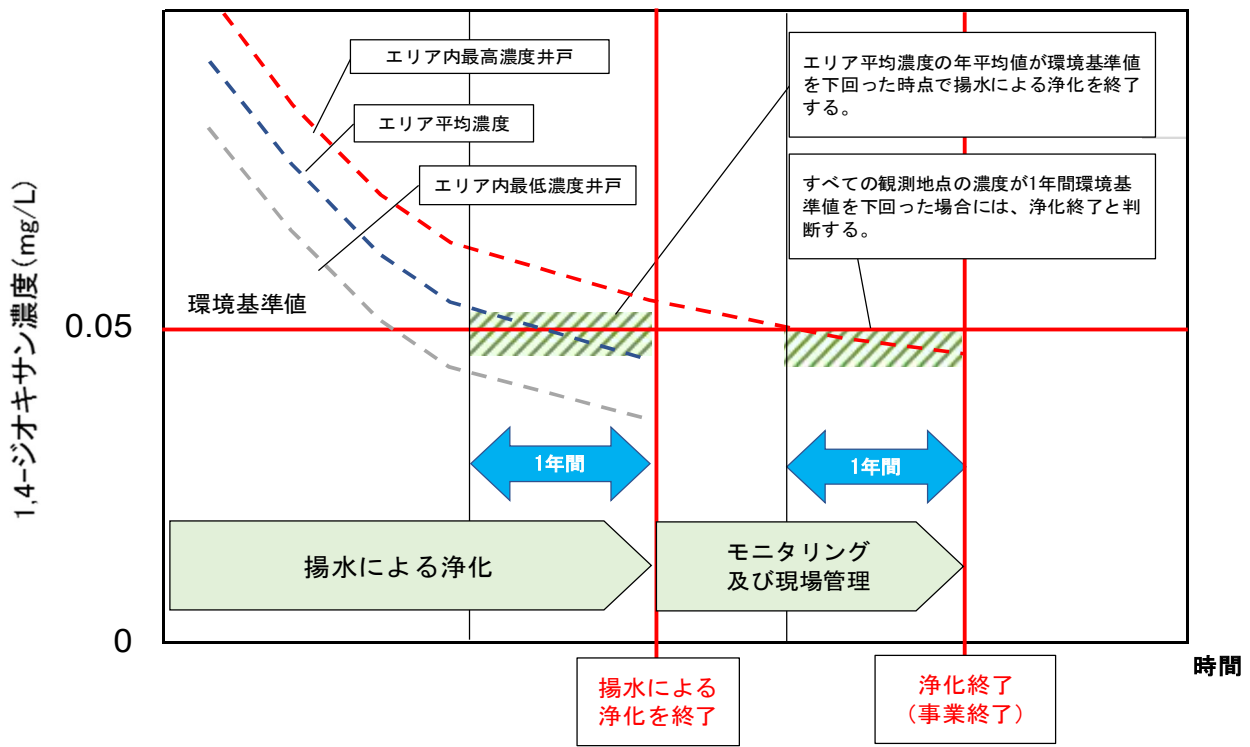 エリア内最高濃度井戸
エリア平均濃度
エリア内最低濃度井戸
エリア平均濃度の年平均値が環境基準値
を下回った時点で揚水による浄化を終了
する。
すべての観測地点の濃度が1年間環境基
準値を下回った場合には、浄化終了と判
断する。
環境基準値
1,4-ジオキサン濃度(mg/L)
0.05
1年間
1年間
揚水による浄化
モニタリング
及び現場管理
0
時間
揚水による
浄化を終了
浄化終了
（事業終了）